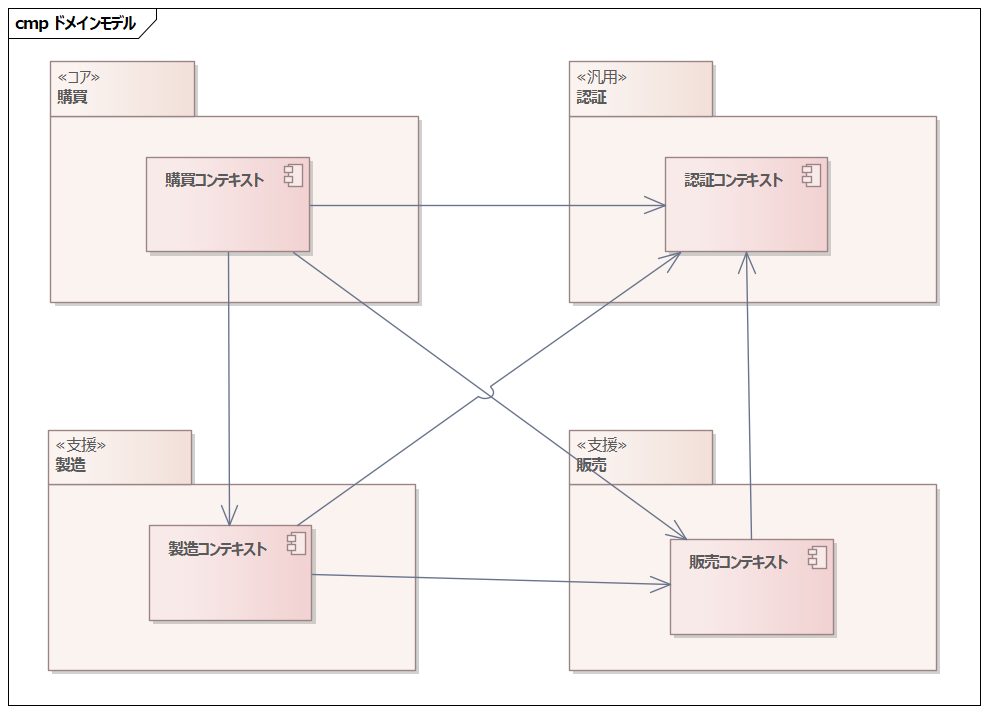 cmp ドメインモデル
«コア»
購買
購買コンテキスト
«汎用»
認証
認証コンテキスト
«支援»
製造
製造コンテキスト
«支援»
販売
販売コンテキスト